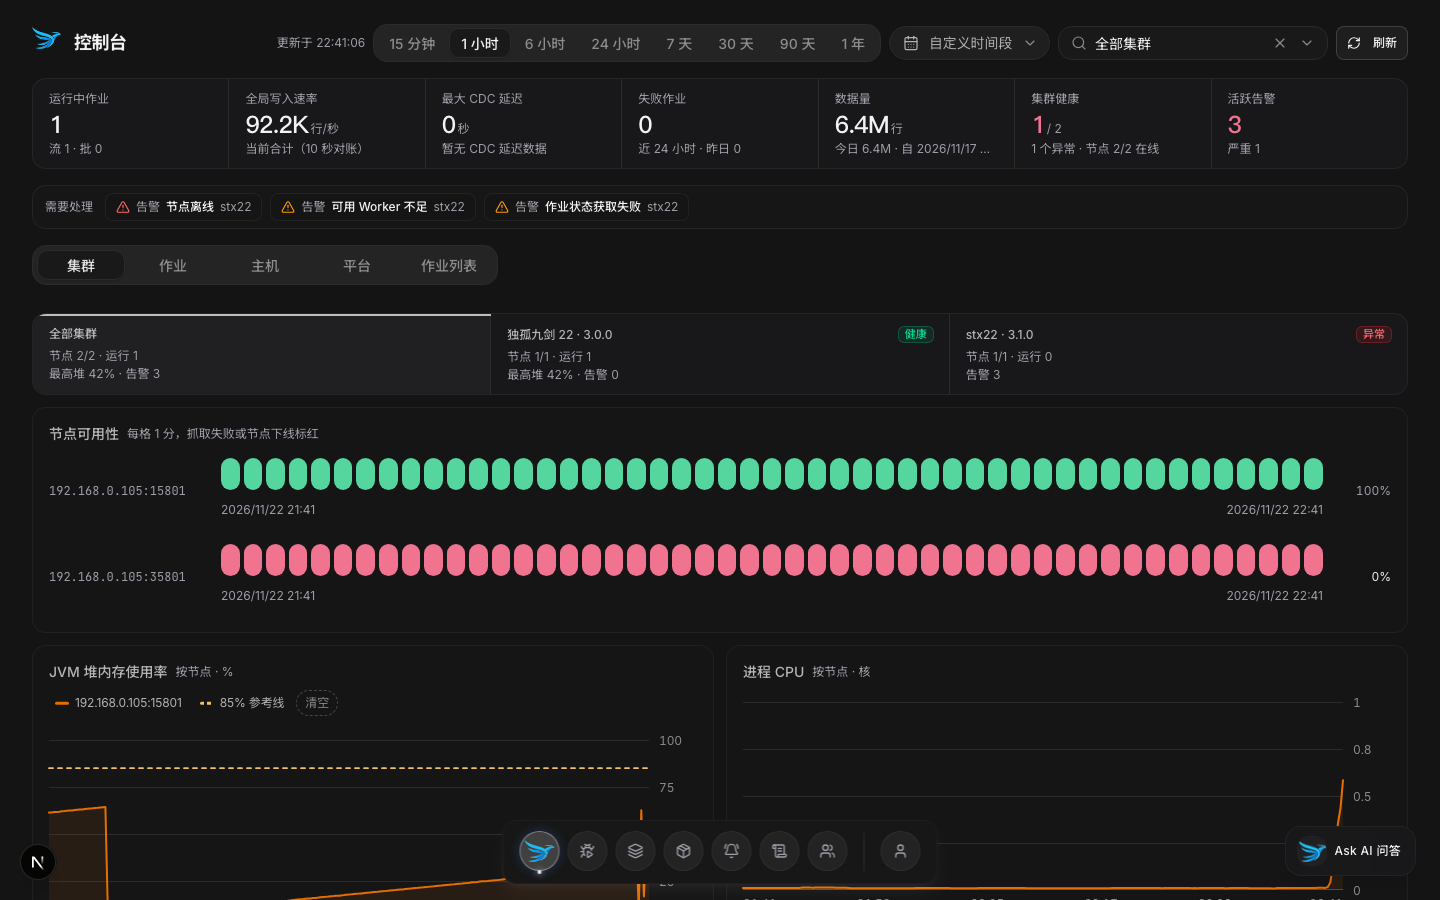 控制台
更新于 22:41:06
15 分钟 1 小时 6 小时 24 小时 7 天 30 天 90 天 1 年
自定义时间段
全部集群
刷新
运行中作业
1
流 1 · 批 0
全局写入速率
92.2K行/秒
当前合计（10 秒对账）
最大 CDC 延迟
0秒
暂无 CDC 延迟数据
失败作业
0
近 24 小时 · 昨日 0
数据量
6.4M行
今日 6.4M · 自 2026/11/17 ...
集群健康
1 / 2
1 个异常 · 节点 2/2 在线
活跃告警
3
严重 1
需要处理
告警 节点离线 stx22
告警 可用 Worker 不足 stx22
告警 作业状态获取失败 stx22
集群 作业 主机 平台 作业列表
全部集群
节点 2/2 · 运行 1
最高堆 42% · 告警 3
独孤九剑 22 · 3.0.0
健康
节点 1/1 · 运行 1
最高堆 42% · 告警 0
stx22 · 3.1.0
异常
节点 1/1 · 运行 0
告警 3
节点可用性 每格 1 分，抓取失败或节点下线标红
192.168.0.105:15801
100%
2026/11/22 21:41
2026/11/22 22:41
192.168.0.105:35801
0%
2026/11/22 21:41
2026/11/22 22:41
JVM 堆内存使用率 按节点 · %
192.168.0.105:15801
85% 参考线
清空
100
75
进程 CPU 按节点 · 核
1
0.8
0.5
0
N
Ask AI 问答